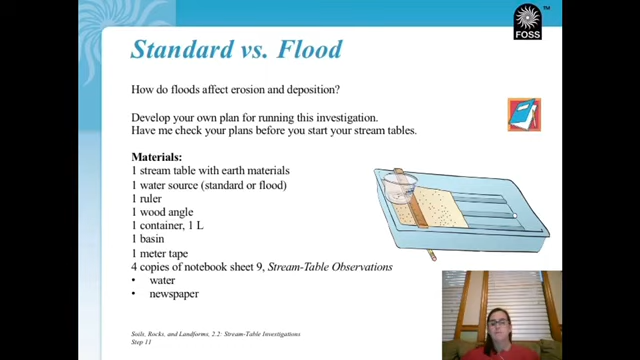 ™
FOSS
Standard vs. Flood
How do floods affect erosion and deposition?
Develop your own plan for running this investigation.
Have me check your plans before you start your stream tables.
Materials:
1 stream table with earth materials
1 water source (standard or flood)
1 ruler
1 wood angle
1 container, 1 L
1 basin
1 meter tape
4 copies of notebook sheet 9, Stream-Table Observations
• water
• newspaper
Soils, Rocks, and Landforms, 2.2: Stream-Table Investigations
Step 11